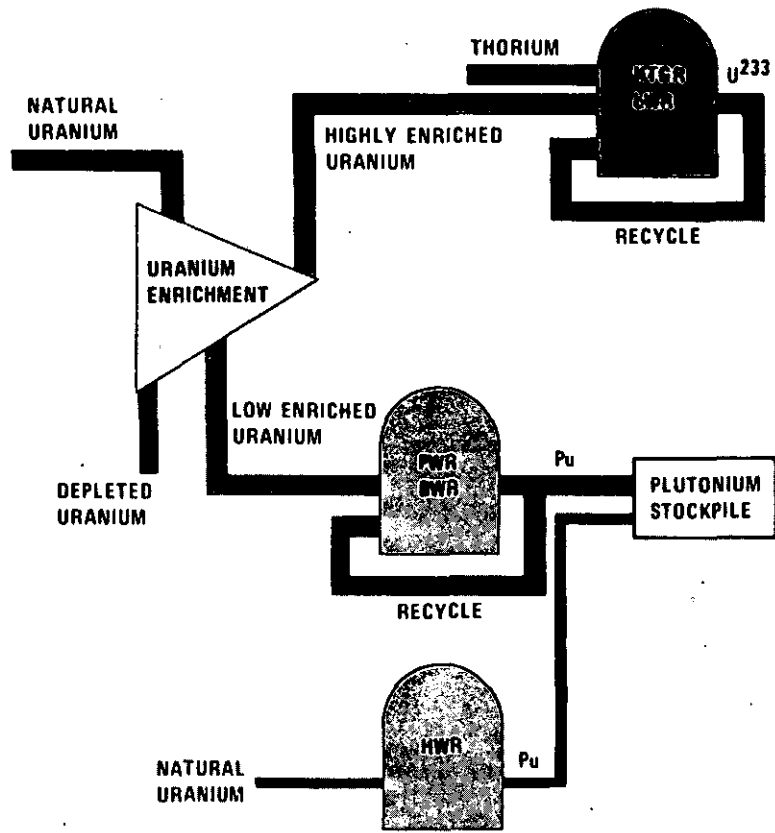 THORIUM
HTGR
U²³³
NATURAL
URANIUM
HIGHLY ENRICHED
URANIUM
RECYCLE
URANIUM
ENRICHMENT
LOW ENRICHED
URANIUM
PWR
BWR
Pu
PLUTONIUM
STOCKPILE
DEPLETED
URANIUM
RECYCLE
HWR
Pu
NATURAL
URANIUM